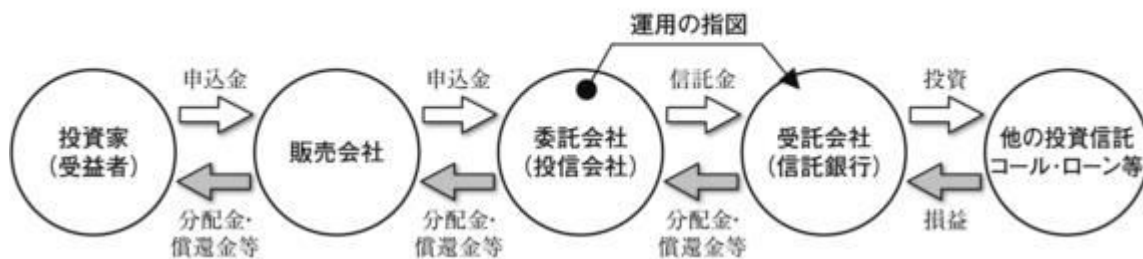 運用の指図
申込金
申込金
信託金
投資
投資家
(受益者)
販売会社
委託会社
(投信会社)
受託会社
(信託銀行)
他の投資信託
コール・ローン等
分配金・
償還金等
分配金・
償還金等
分配金・
償還金等
損益